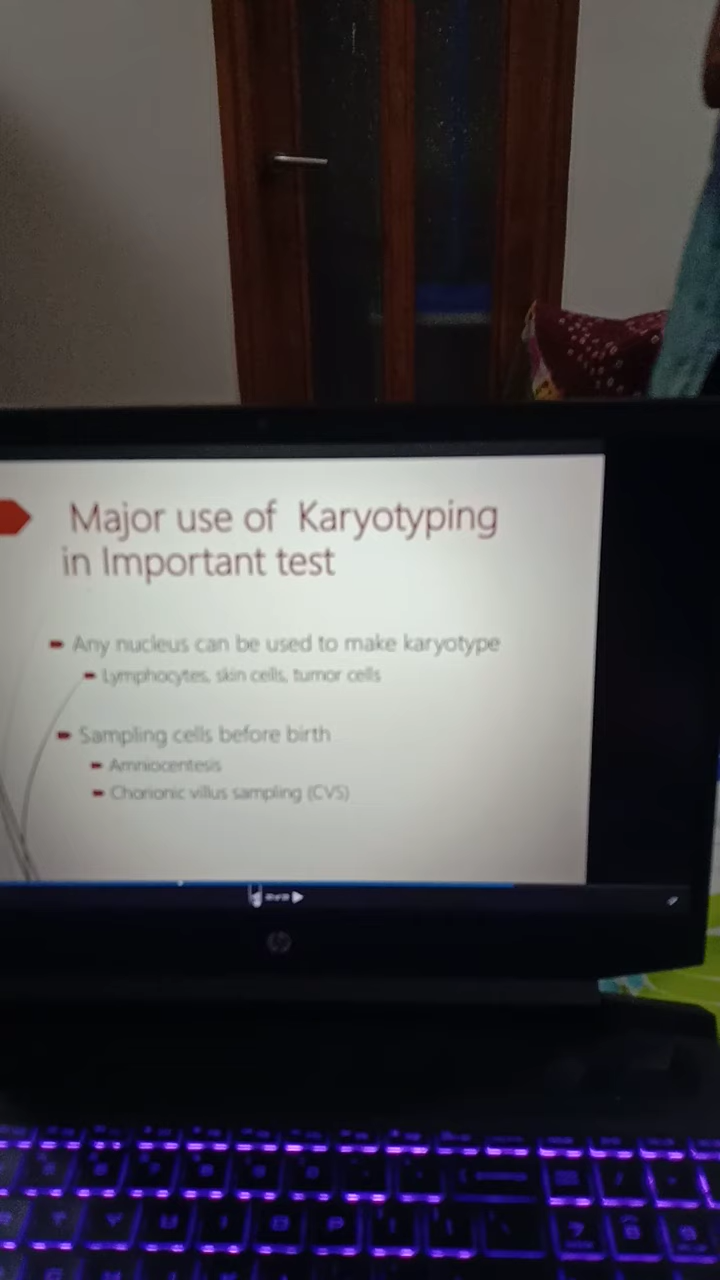 Major use of Karyotyping
in Important test
Any nucleus can be used to make karyotype
Lymphocytes, skin cells, tumor cells
Sampling cells before birth
Amniocentesis
Chorionic villus sampling (CVS)
hp